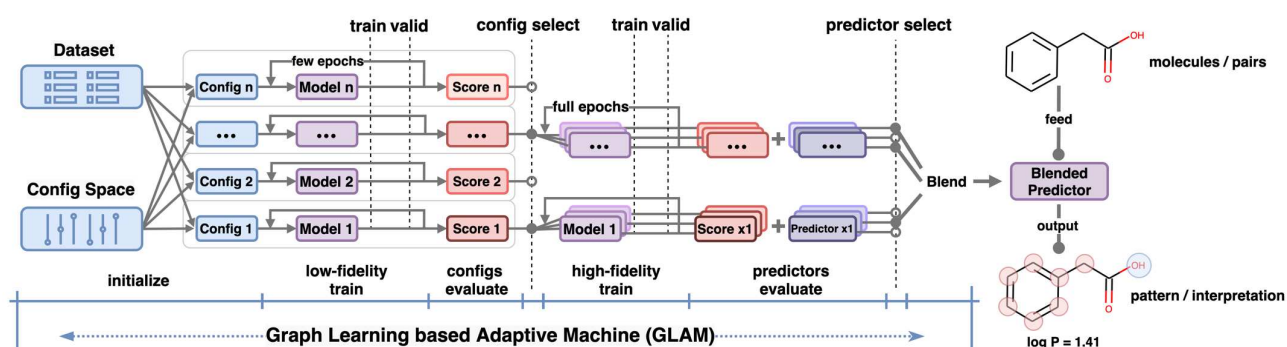 train valid
config select
train valid
predictor select
Dataset
few epochs
Config n
Model n
Score n
full epochs
...
...
...
...
...
+
...
Config Space
Config 2
Model 2
Score 2
Config 1
Model 1
Score 1
Model 1
Score x1
+
Predictor x1
Blend
OH
O
molecules / pairs
feed
Blended
Predictor
output
OH
O
pattern / interpretation
log P = 1.41
initialize
low-fidelity
train
configs
evaluate
high-fidelity
train
predictors
evaluate
Graph Learning based Adaptive Machine (GLAM)